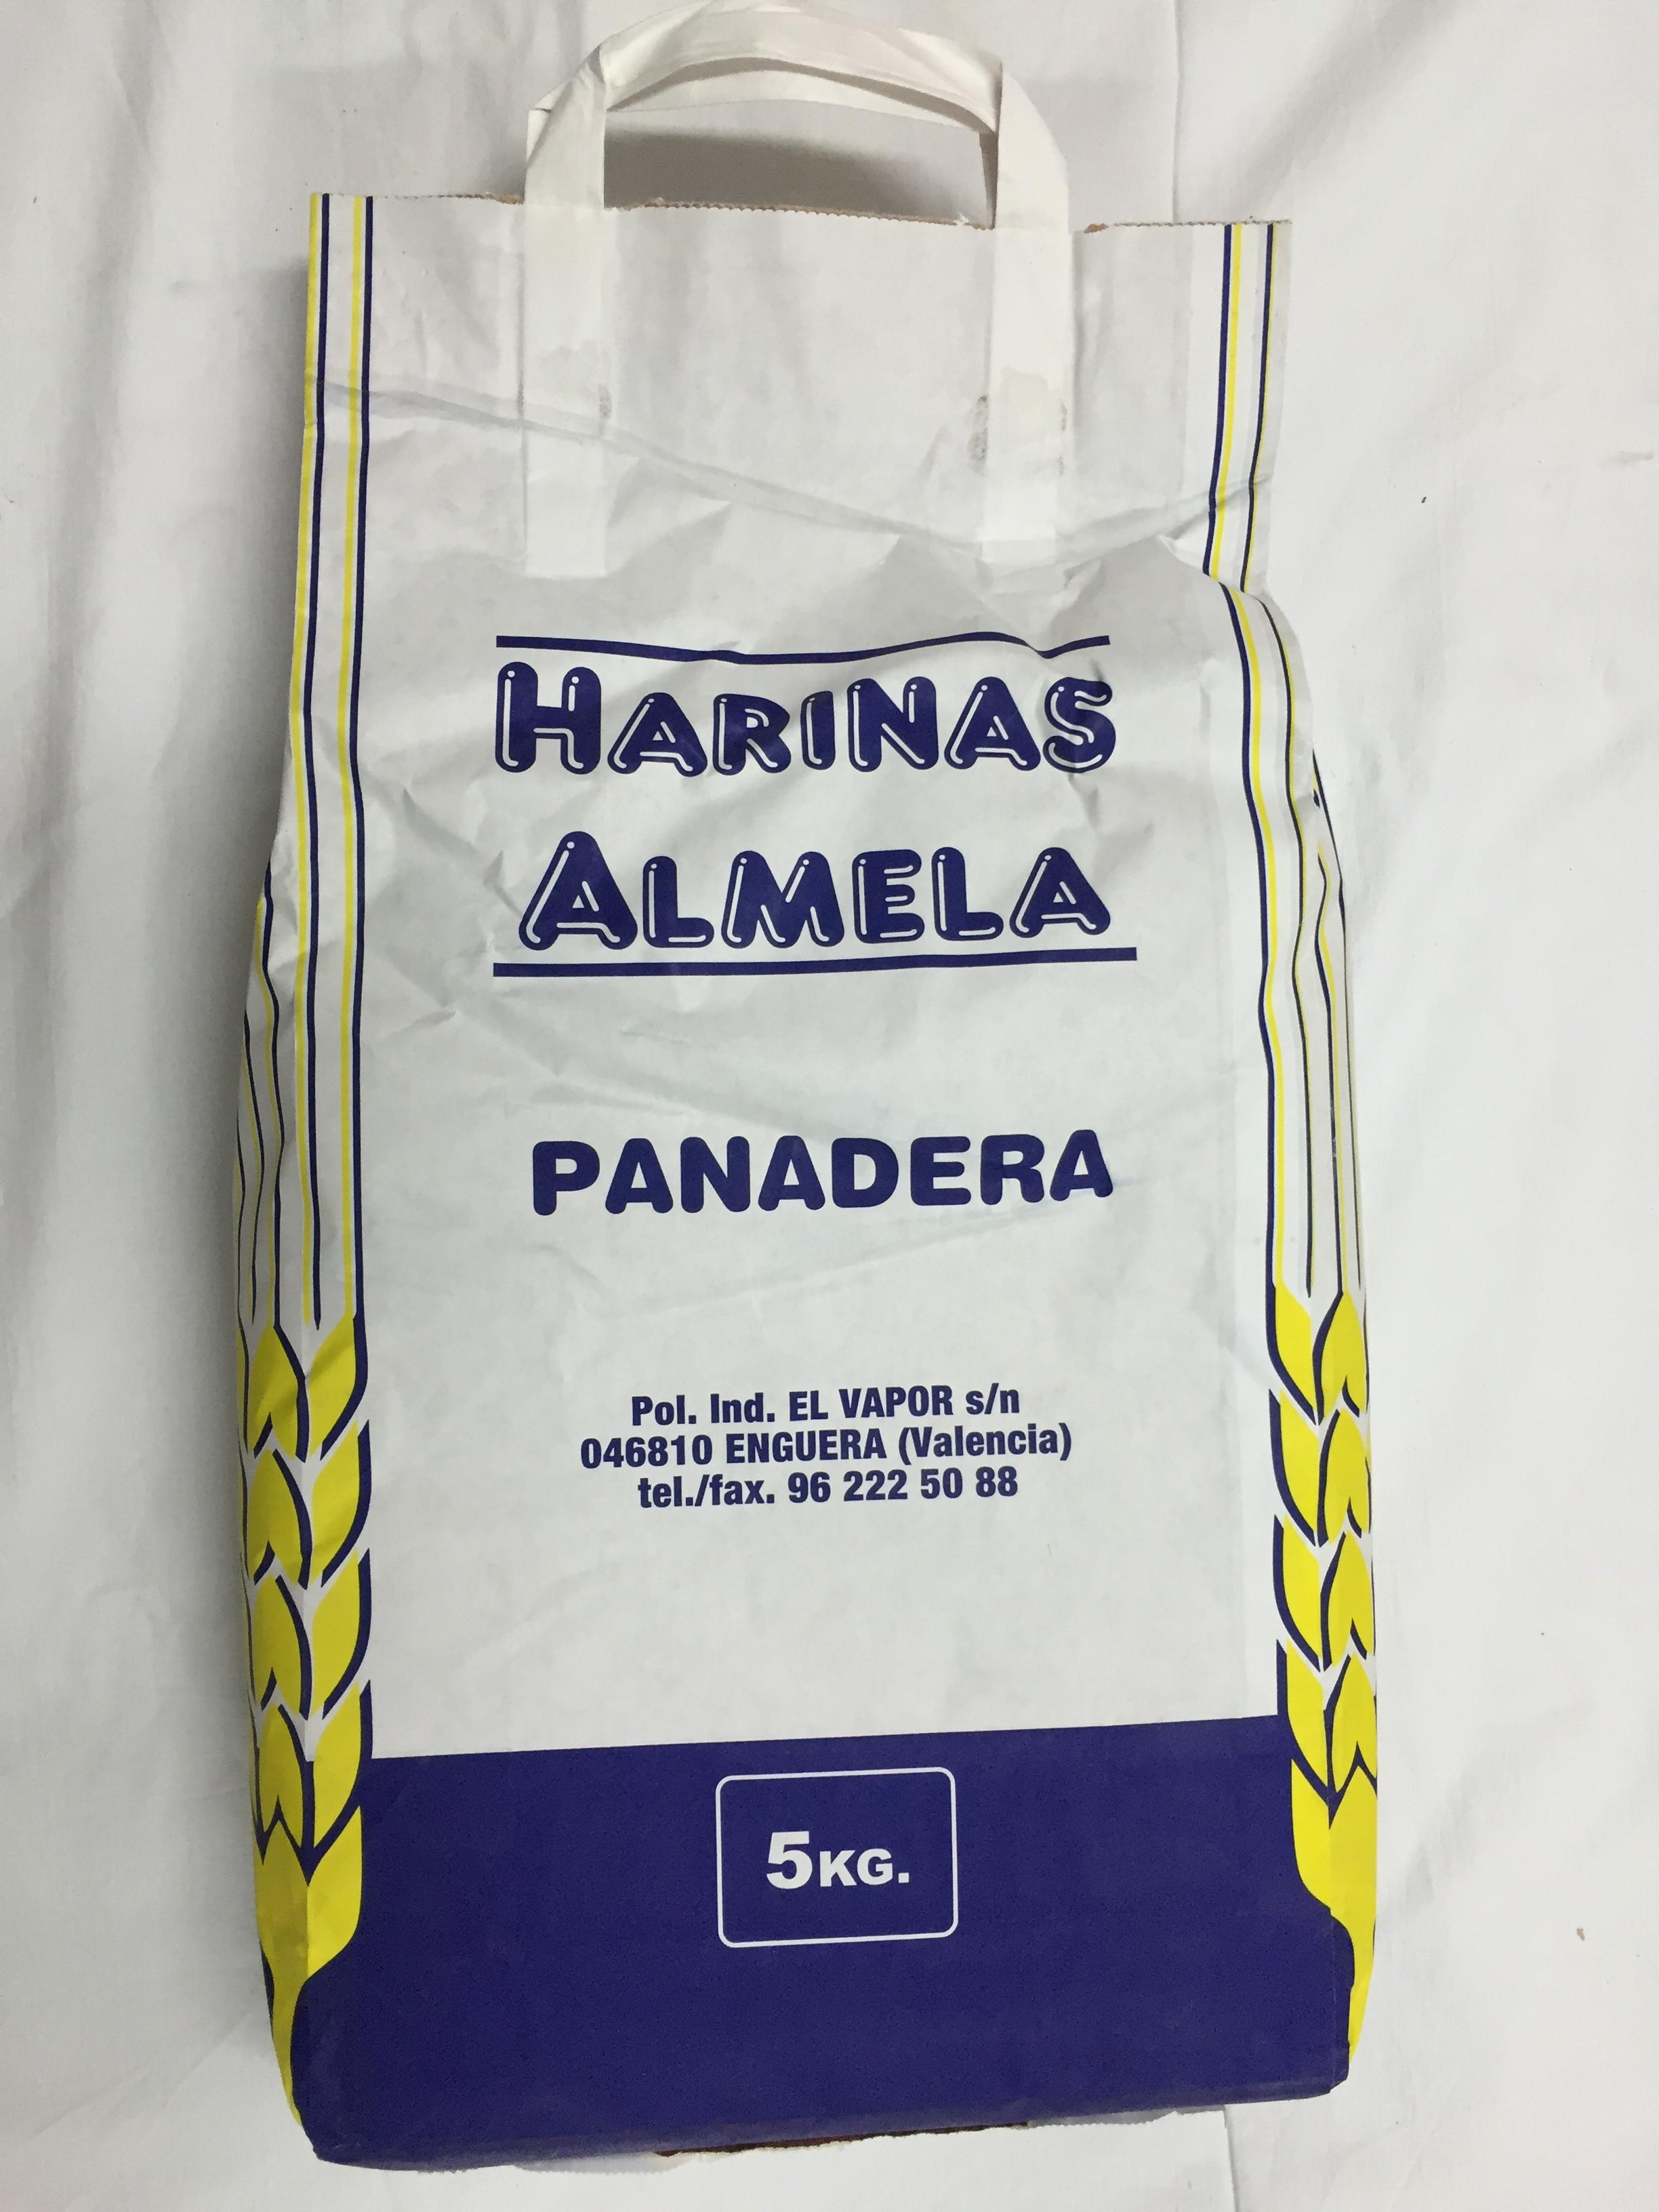 HARINAS
ALMELA
PANADERA
Pol. Ind. EL VAPOR s/n
046810 ENGUERA (Valencia)
tel./fax. 96 222 50 88
5KG.